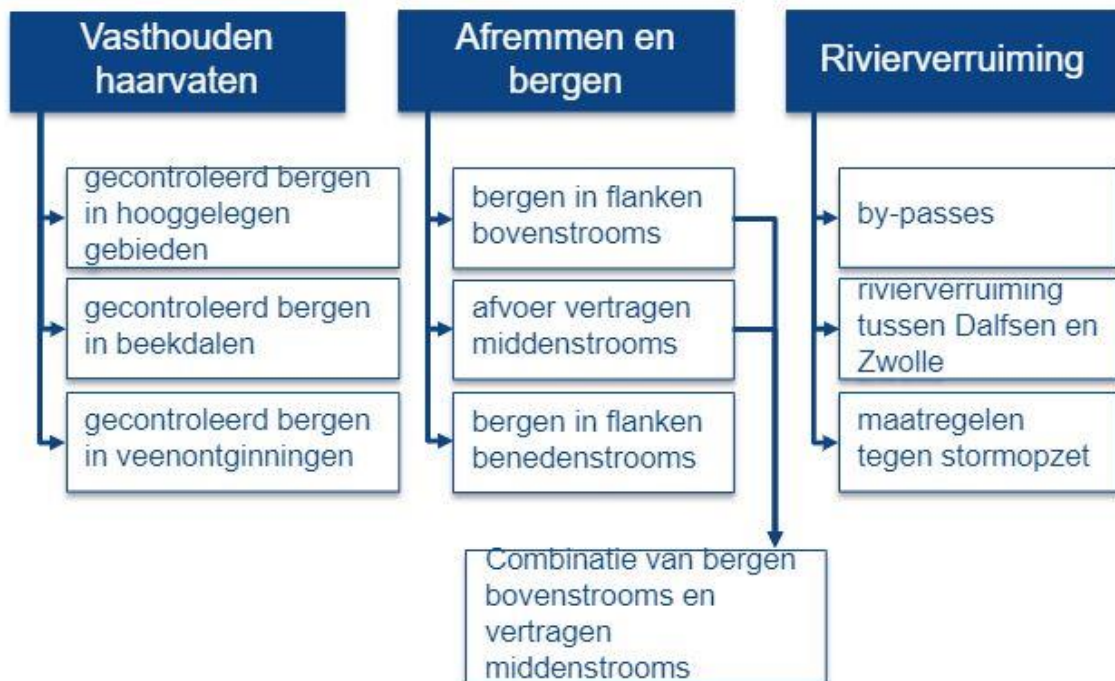 Vasthouden
haarvaten
gecontroleerd bergen
in hooggelegen
gebieden
gecontroleerd bergen
in beekdalen
gecontroleerd bergen
in veenontginningen
Afremmen en
bergen
bergen in flanken
bovenstrooms
afvoer vertragen
middenstrooms
bergen in flanken
benedenstrooms
Combinatie van bergen
bovenstrooms en
vertragen
middenstrooms
Rivierverruiming
by-passes
rivierverruiming
tussen Dalfsen en
Zwolle
maatregelen
tegen stormopzet